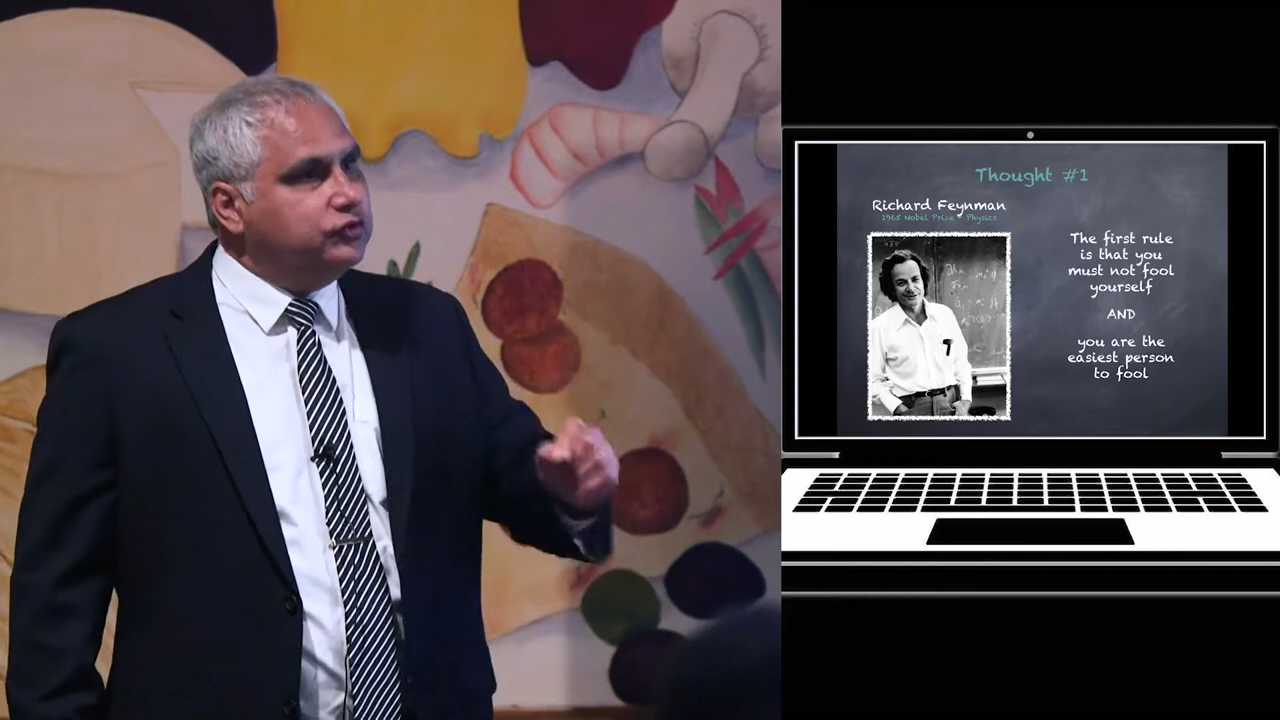 Thought #1
Richard Feynman
1965 Nobel Price - Physics
The first rule
is that you
must not fool
yourself
AND
you are the
easiest person
to fool